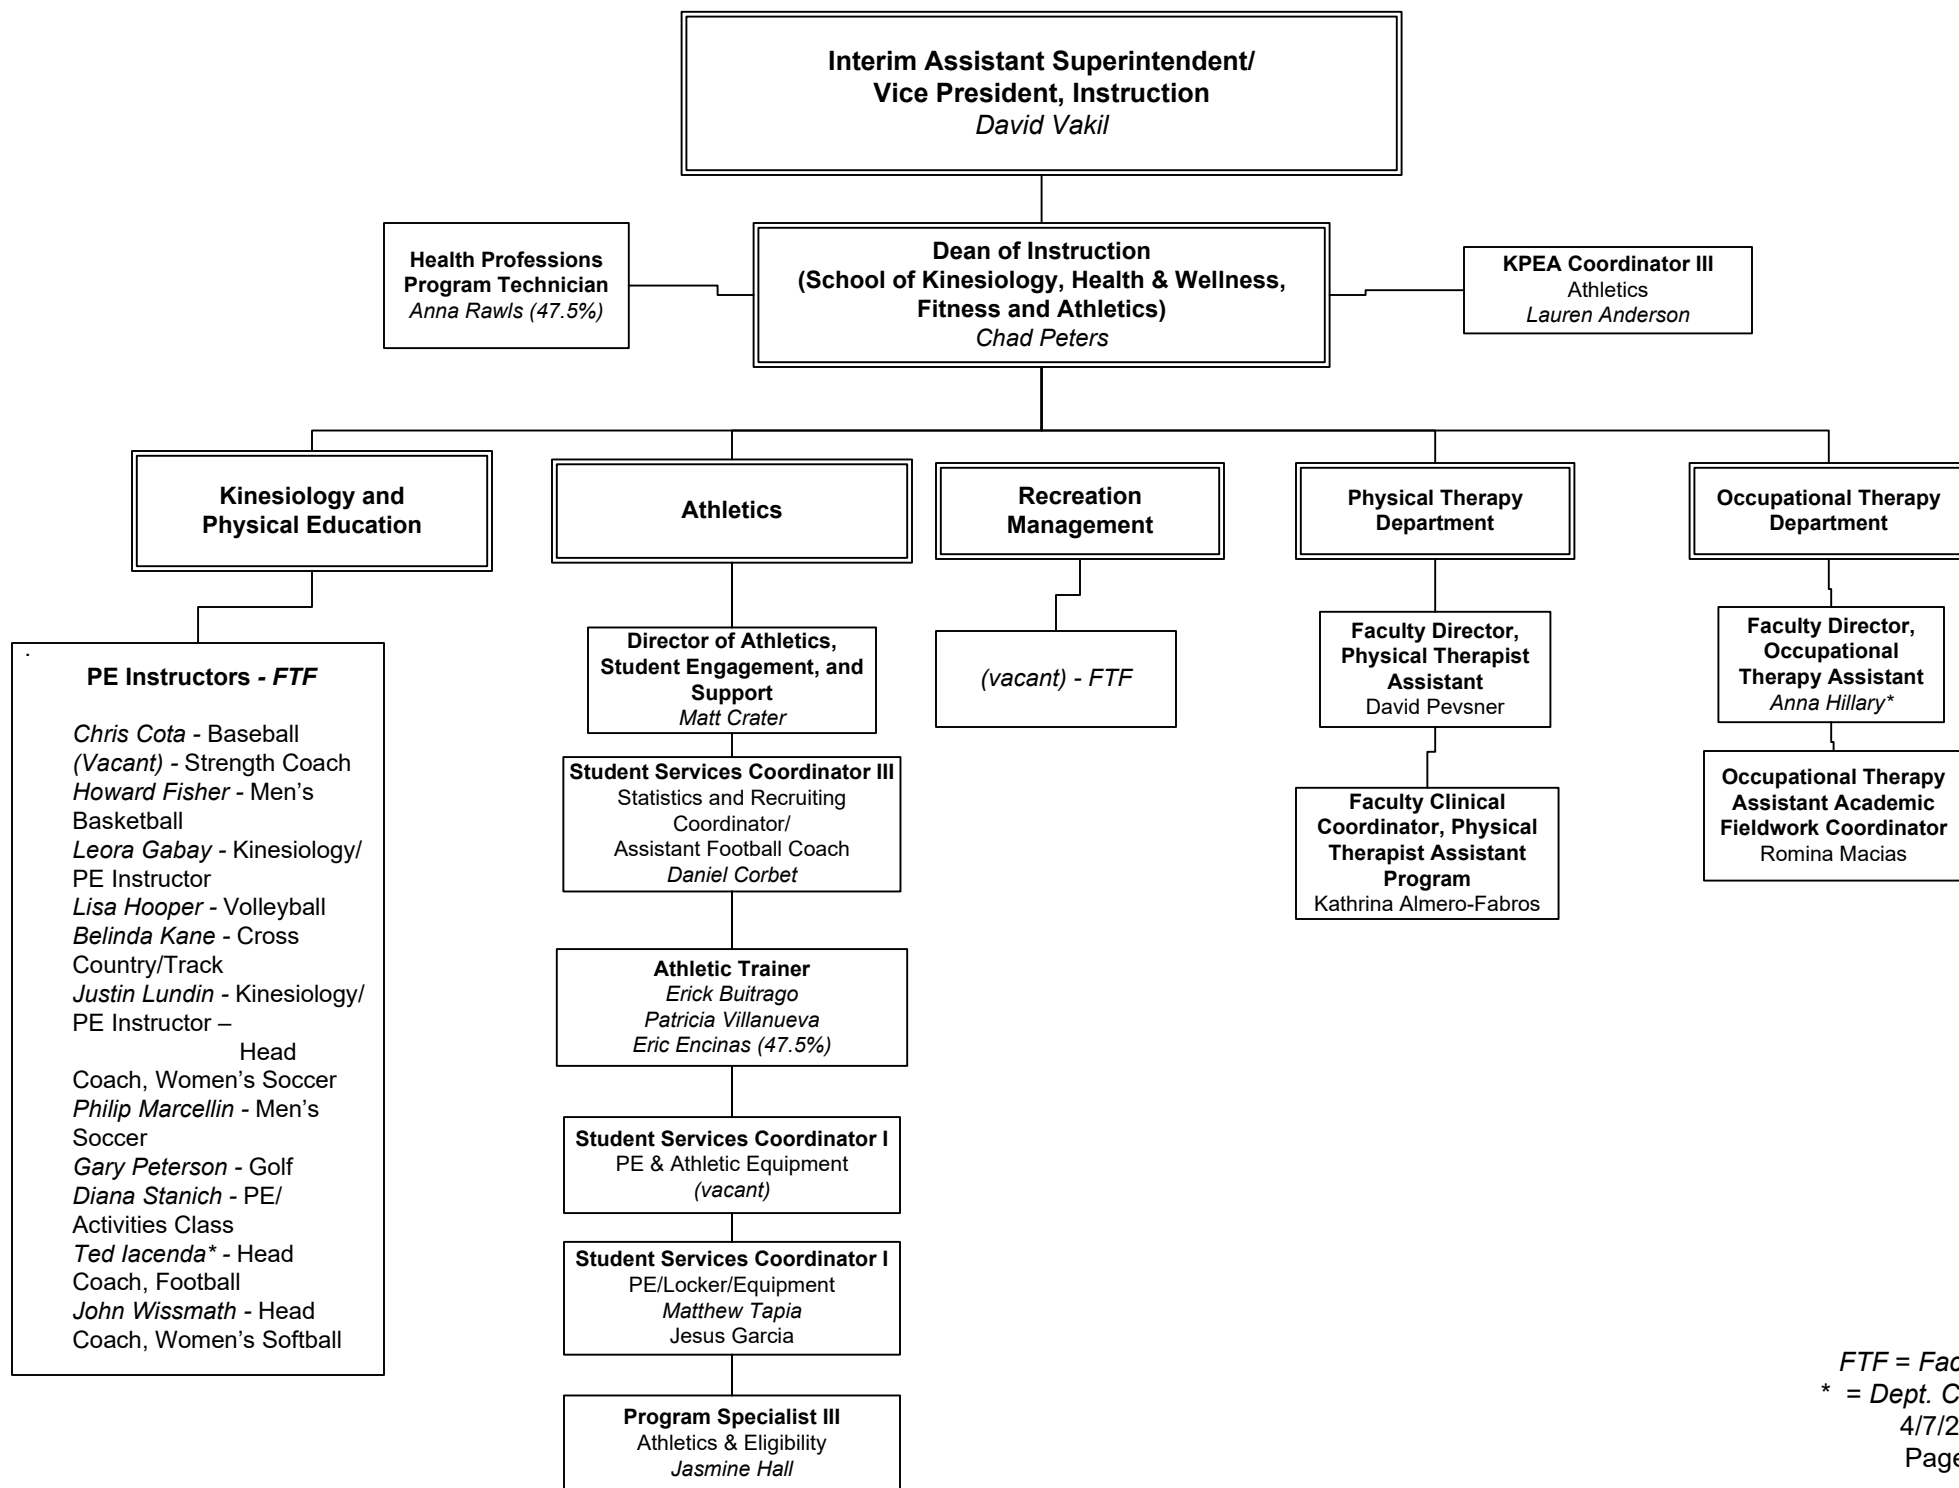 Interim Assistant Superintendent/
Vice President, Instruction
David Vakil
Health Professions
Program Technician
Anna Rawls (47.5%)
Dean of Instruction
(School of Kinesiology, Health & Wellness,
Fitness and Athletics)
Chad Peters
KPEA Coordinator III
Athletics
Lauren Anderson
Kinesiology and
Physical Education
Athletics
Recreation
Management
Physical Therapy
Department
Occupational Therapy
Department
.
PE Instructors - FTF
Chris Cota - Baseball
(Vacant) - Strength Coach
Howard Fisher - Men’s
Basketball
Leora Gabay - Kinesiology/
PE Instructor
Lisa Hooper - Volleyball
Belinda Kane - Cross
Country/Track
Justin Lundin - Kinesiology/
PE Instructor –
Head
Coach, Women’s Soccer
Philip Marcellin - Men’s
Soccer
Gary Peterson - Golf
Diana Stanich - PE/
Activities Class
Ted Iacenda* - Head
Coach, Football
John Wissmath - Head
Coach, Women’s Softball
Director of Athletics,
Student Engagement, and
Support
Matt Crater
Student Services Coordinator III
Statistics and Recruiting
Coordinator/
Assistant Football Coach
Daniel Corbet
Athletic Trainer
Erick Buitrago
Patricia Villanueva
Eric Encinas (47.5%)
Student Services Coordinator I
PE & Athletic Equipment
(vacant)
Student Services Coordinator I
PE/Locker/Equipment
Matthew Tapia
Jesus Garcia
Program Specialist III
Athletics & Eligibility
Jasmine Hall
(vacant) - FTF
Faculty Director,
Physical Therapist
Assistant
David Pevsner
Faculty Clinical
Coordinator, Physical
Therapist Assistant
Program
Kathrina Almero-Fabros
Faculty Director,
Occupational
Therapy Assistant
Anna Hillary*
Occupational Therapy
Assistant Academic
Fieldwork Coordinator
Romina Macias
FTF = Fac
* = Dept. C
4/7/2
Page